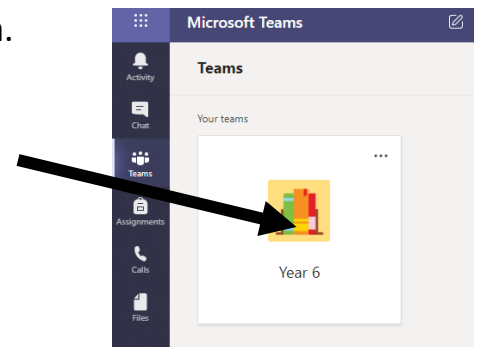 .
Microsoft Teams
Activity
Teams
Chat
Your teams
Teams
...
Assignments
Calls
Year 6
Files